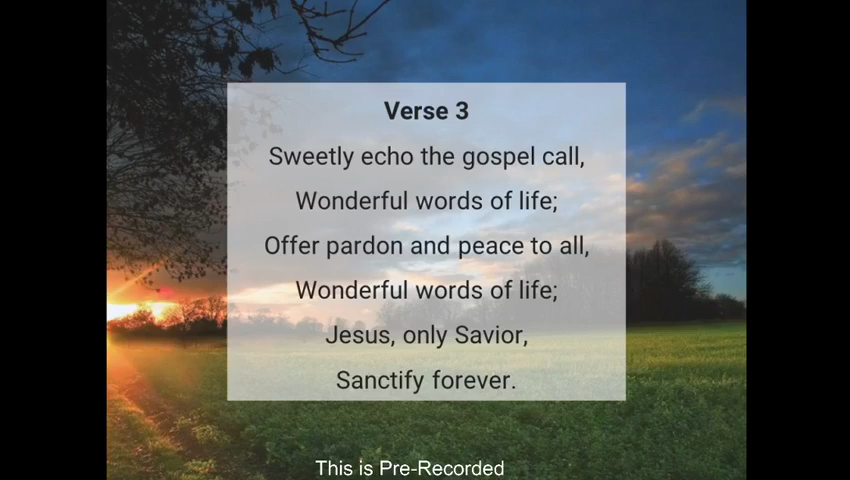 Verse 3
Sweetly echo the gospel call,
Wonderful words of life;
Offer pardon and peace to all,
Wonderful words of life;
Jesus, only Savior,
Sanctify forever.
This is Pre-Recorded